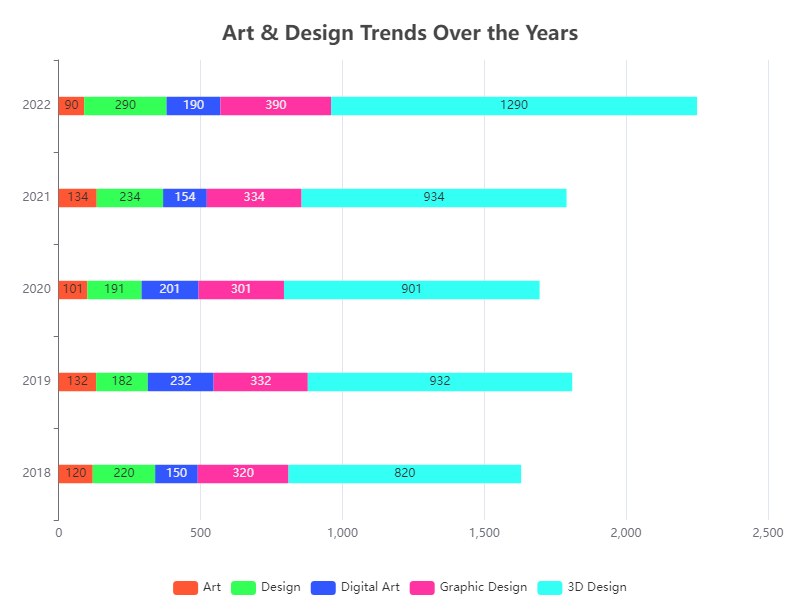 Art & Design Trends Over the Years
2022 90 290 190 390 1290
2021 134 234 154 334 934
2020 101 191 201 301 901
2019 132 182 232 332 932
2018 120 220 150 320 820
0 500 1,000 1,500 2,000 2,500
Art Design Digital Art Graphic Design 3D Design